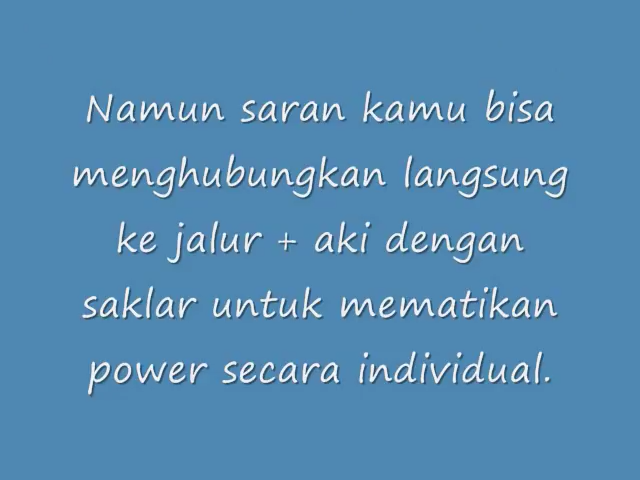 Namun saran kamu bisa
menghubungkan langsung
ke jalur + aki dengan
saklar untuk mematikan
power secara individual.